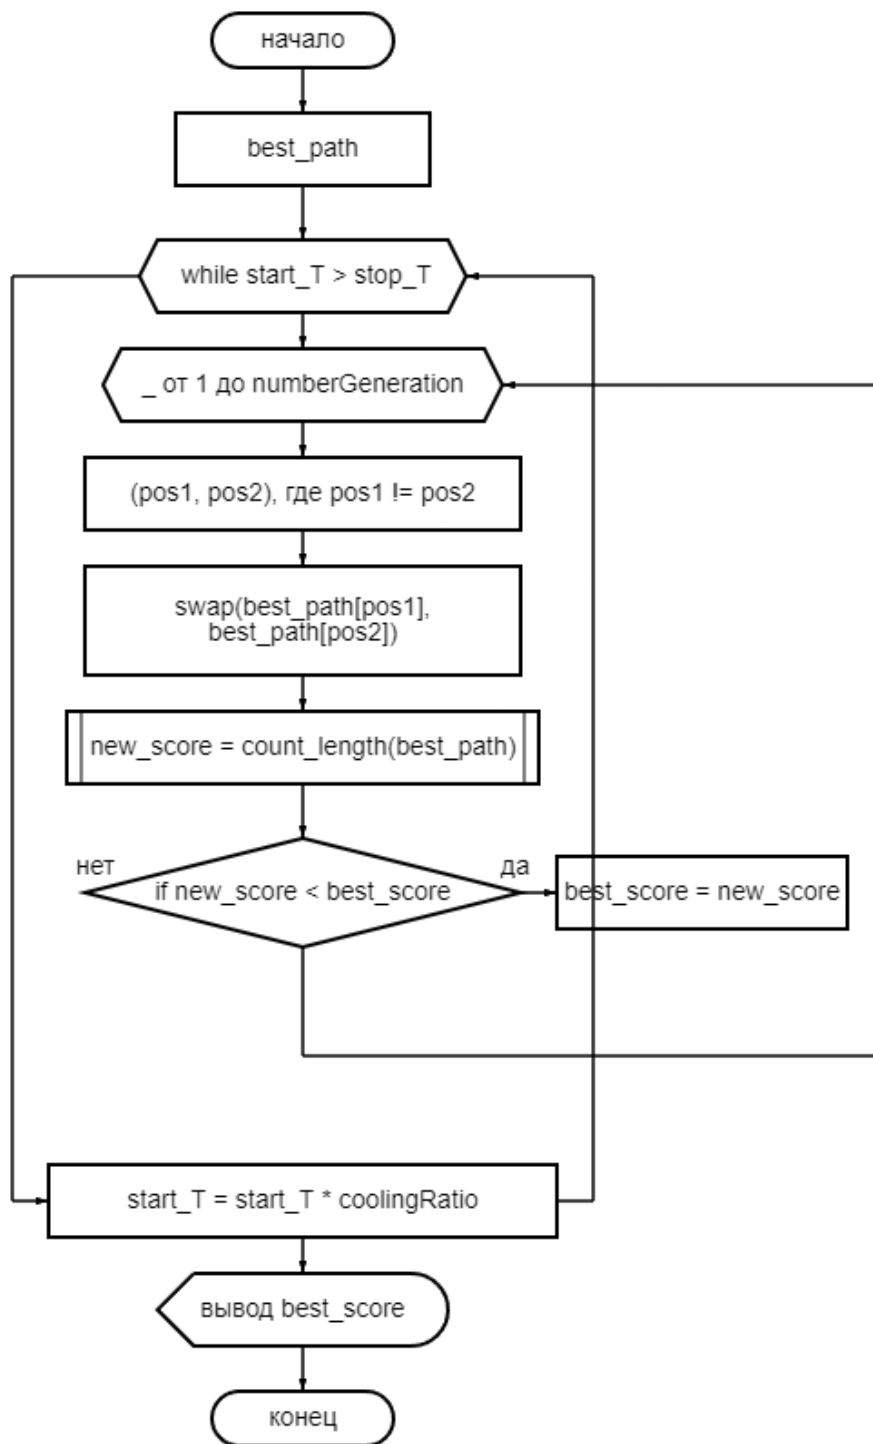 начало
best_path
while start_T > stop_T
_ от 1 до numberGeneration
(pos1, pos2), где pos1 != pos2
swap(best_path[pos1],
best_path[pos2])
new_score = count_length(best_path)
нет
да
if new_score < best_score
best_score = new_score
start_T = start_T * coolingRatio
вывод best_score
конец